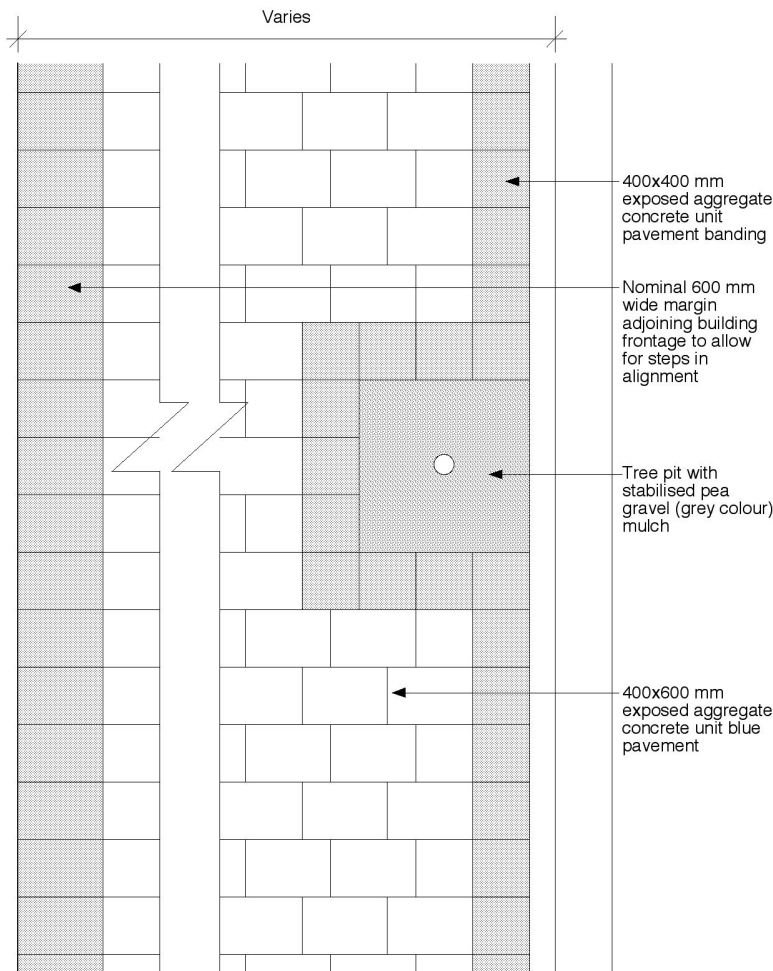 Varies
400x400 mm
exposed aggregate
concrete unit
pavement banding
Nominal 600 mm
wide margin
adjoining building
frontage to allow
for steps in
alignment
Tree pit with
stabilised pea
gravel (grey colour)
mulch
400x600 mm
exposed aggregate
concrete unit blue
pavement